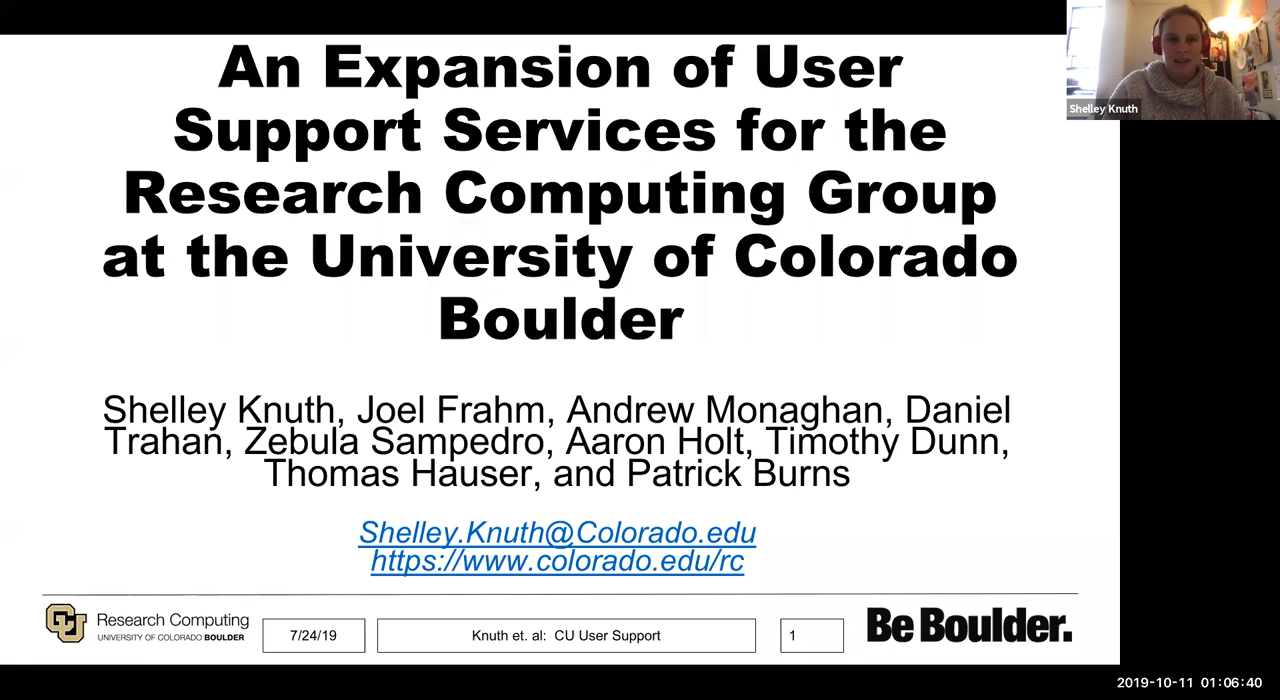 An Expansion of User
Support Services for the
Research Computing Group
at the University of Colorado
Boulder
Shelley Knuth
Shelley Knuth, Joel Frahm, Andrew Monaghan, Daniel
Trahan, Zebula Sampedro, Aaron Holt, Timothy Dunn,
Thomas Hauser, and Patrick Burns
Shelley.Knuth@Colorado.edu
https://www.colorado.edu/rc
Research Computing
UNIVERSITY OF COLORADO BOULDER
7/24/19
Knuth et. al: CU User Support
1
Be Boulder.
2019-10-11 01:06:40